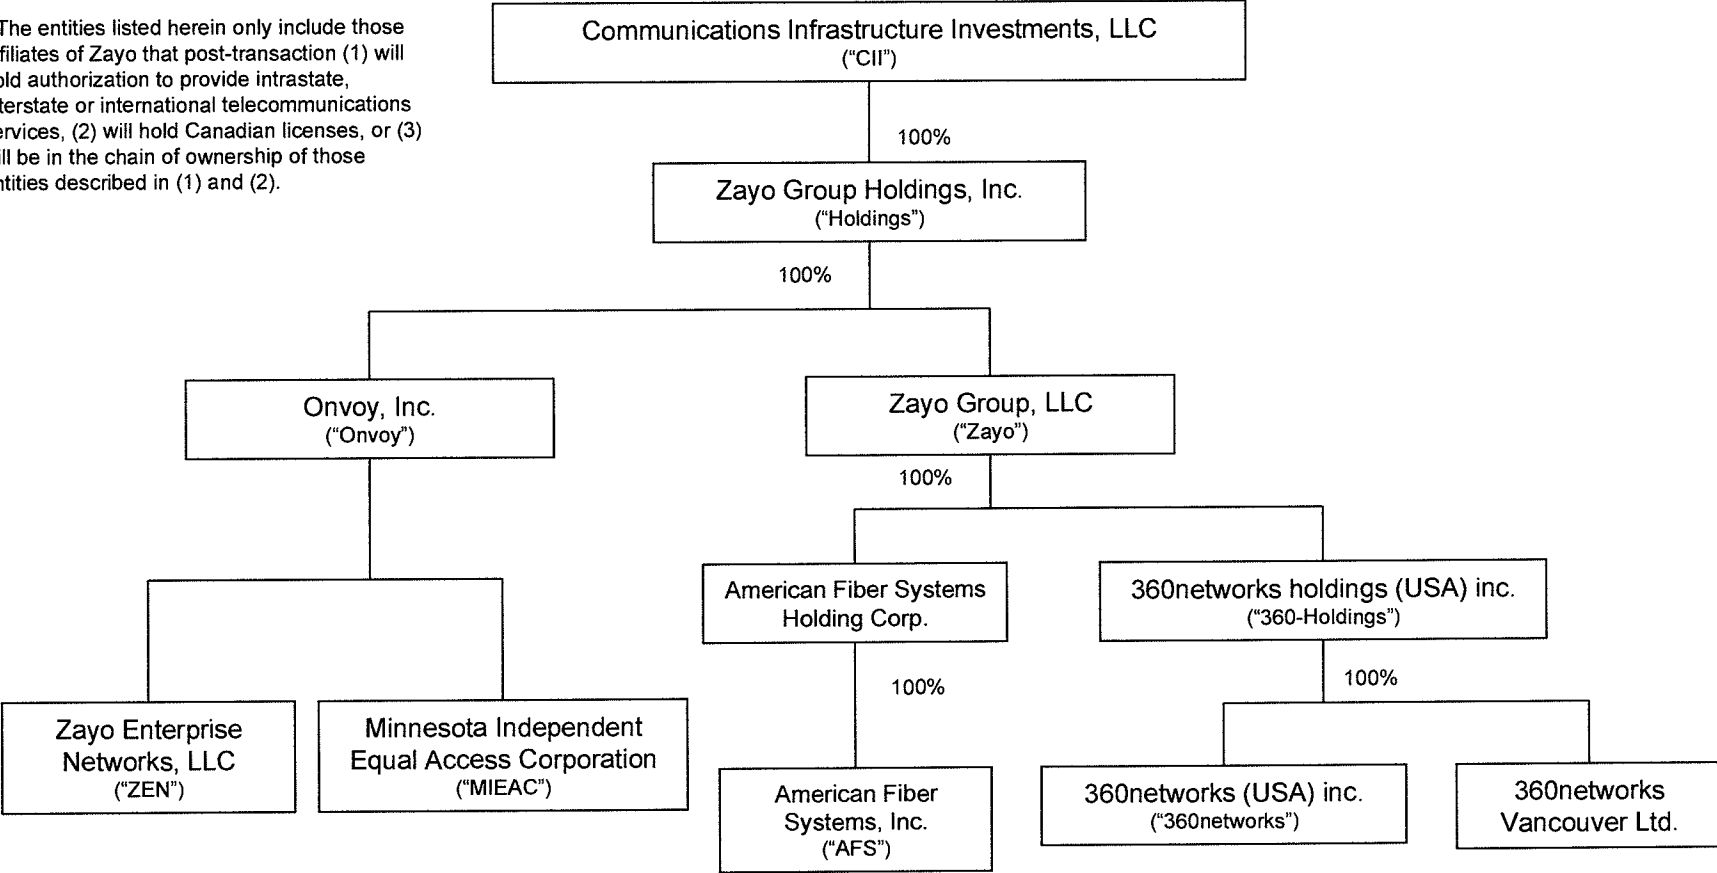 The entities listed herein only include those
filiates of Zayo that post-transaction (1) will
old authorization to provide intrastate,
terstate or international telecommunications
ervices, (2) will hold Canadian licenses, or (3)
ill be in the chain of ownership of those
ntities described in (1) and (2).
Communications Infrastructure Investments, LLC
("CII")
100%
Zayo Group Holdings, Inc.
("Holdings")
100%
Onvoy, Inc.
("Onvoy")
Zayo Group, LLC
("Zayo")
100%
American Fiber Systems
Holding Corp.
360networks holdings (USA) inc.
("360-Holdings")
100%
100%
Zayo Enterprise
Networks, LLC
("ZEN")
Minnesota Independent
Equal Access Corporation
("MIEAC")
American Fiber
Systems, Inc.
("AFS")
360networks (USA) inc.
("360networks")
360networks
Vancouver Ltd.